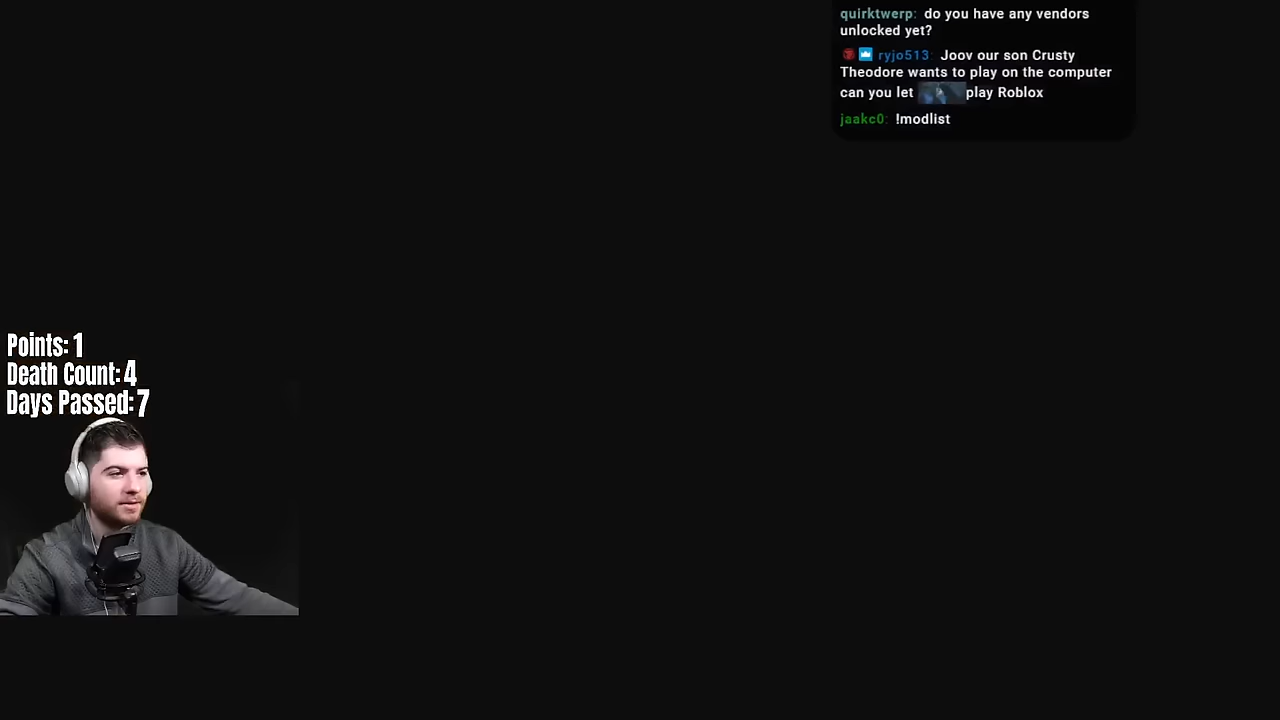 quirktwerp: do you have any vendors
unlocked yet?
ryjo513: Joov our son Crusty
Theodore wants to play on the computer
can you let play Roblox
jaakc0: !modlist
Points: 1
Death Count: 4
Days Passed: 7